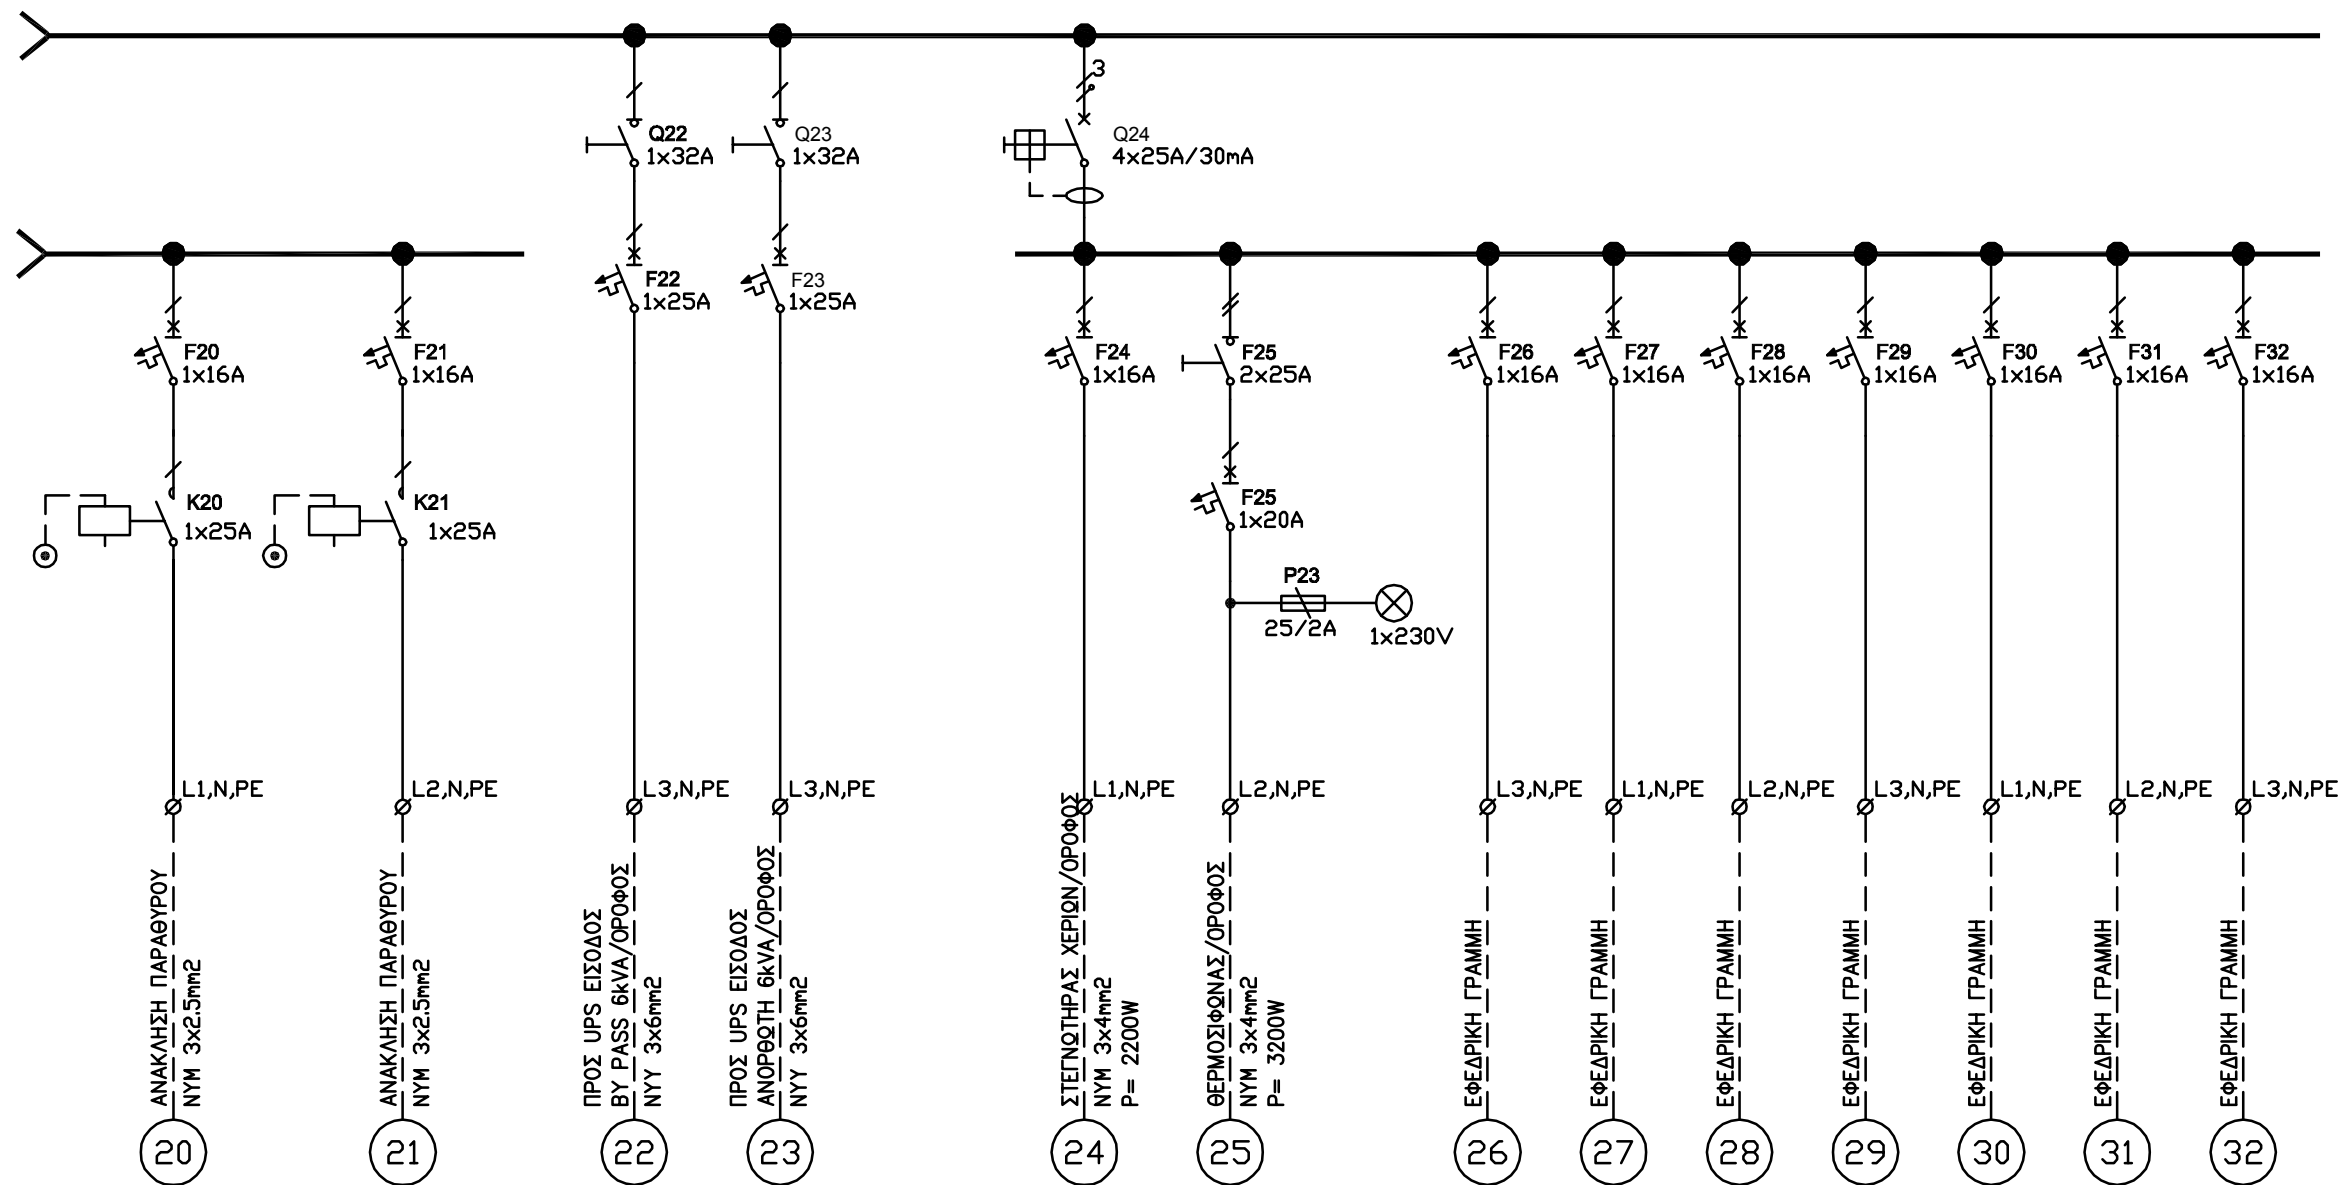 3
Q22
1x32A
Q23
1x32A
Q24
4x25A/30mA
F22
1x25A
F23
1x25A
F20
1x16A
F21
1x16A
F24
1x16A
F25
2x25A
F26
1x16A
F27
1x16A
F28
1x16A
F29
1x16A
F30
1x16A
F31
1x16A
F32
1x16A
K20
1x25A
K21
1x25A
F25
1x20A
P23
25/2A
1x230V
L1,N,PE
L2,N,PE
L3,N,PE
L3,N,PE
L1,N,PE
L2,N,PE
L3,N,PE
L1,N,PE
L2,N,PE
L3,N,PE
L1,N,PE
L2,N,PE
L3,N,PE
ΑΝΑΚΛΗΣΗ ΠΑΡΑΘΥΡΟΥ
NYM 3x2.5mm2
ΑΝΑΚΛΗΣΗ ΠΑΡΑΘΥΡΟΥ
NYM 3x2.5mm2
ΠΡΟΣ UPS ΕΙΣΟΔΟΣ
BY PASS 6kVA/ΟΡΟΦΟΣ
NYY 3x6mm2
ΠΡΟΣ UPS ΕΙΣΟΔΟΣ
ΑΝΟΡΘΩΤΗ 6kVA/ΟΡΟΦΟΣ
NYY 3x6mm2
ΣΤΕΓΝΩΤΗΡΑΣ ΧΕΡΙΩΝ/ΟΡΟΦΟΣ
NYM 3x4mm2
P= 2200W
ΘΕΡΜΟΣΙΦΩΝΑΣ/ΟΡΟΦΟΣ
NYM 3x4mm2
P= 3200W
ΕΦΕΔΡΙΚΗ ΓΡΑΜΜΗ
ΕΦΕΔΡΙΚΗ ΓΡΑΜΜΗ
ΕΦΕΔΡΙΚΗ ΓΡΑΜΜΗ
ΕΦΕΔΡΙΚΗ ΓΡΑΜΜΗ
ΕΦΕΔΡΙΚΗ ΓΡΑΜΜΗ
ΕΦΕΔΡΙΚΗ ΓΡΑΜΜΗ
ΕΦΕΔΡΙΚΗ ΓΡΑΜΜΗ
20
21
22
23
24
25
26
27
28
29
30
31
32